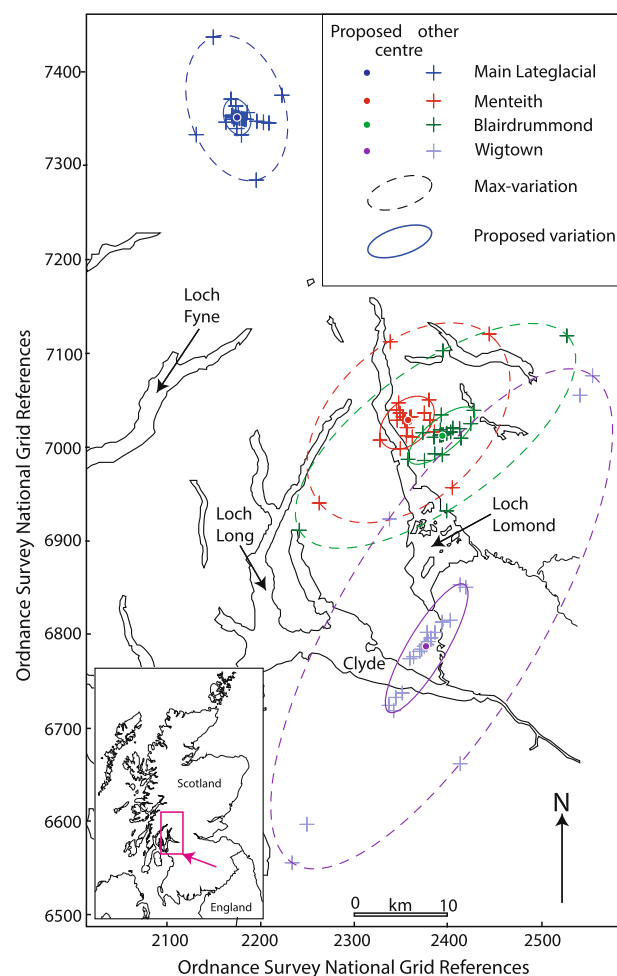 Proposed other
centre
Main Lateglacial
Menteith
Blairdrummond
Wigtown
Max-variation
Proposed variation
7400
7300
7200
7100
7000
6900
6800
6700
6600
6500
Ordnance Survey National Grid References
Loch
Fyne
Loch
Long
Loch
Lomond
Clyde
Scotland
England
N
0 km 10
2100 2200 2300 2400 2500
Ordnance Survey National Grid References